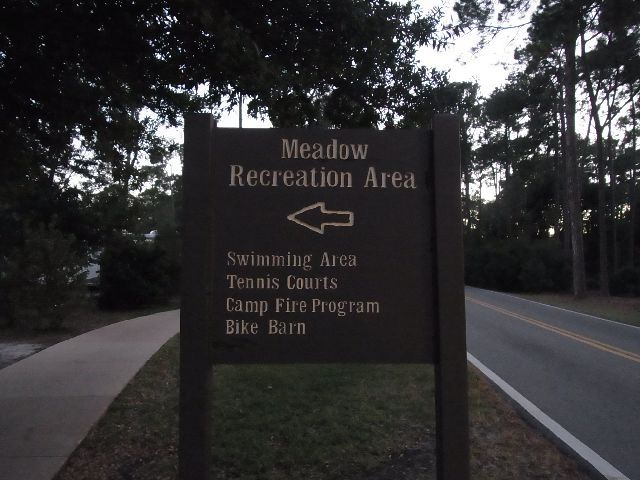 Meadow
Recreation Area
Swimming Area
Tennis Courts
Camp Fire Program
Bike Barn